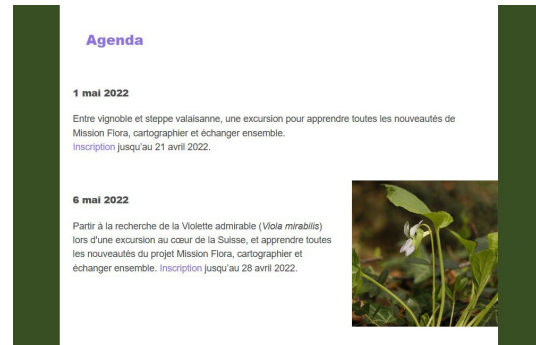 Agenda
1 mai 2022
Entre vignoble et steppe valaisanne, une excursion pour apprendre toutes les nouveautés de
Mission Flora, cartographier et échanger ensemble.
Inscription jusqu'au 21 avril 2022.
6 mai 2022
Partir à la recherche de la Violette admirable (Viola mirabilis)
lors d'une excursion au cœur de la Suisse, et apprendre toutes
les nouveautés du projet Mission Flora, cartographier et
échanger ensemble. Inscription jusqu'au 28 avril 2022.